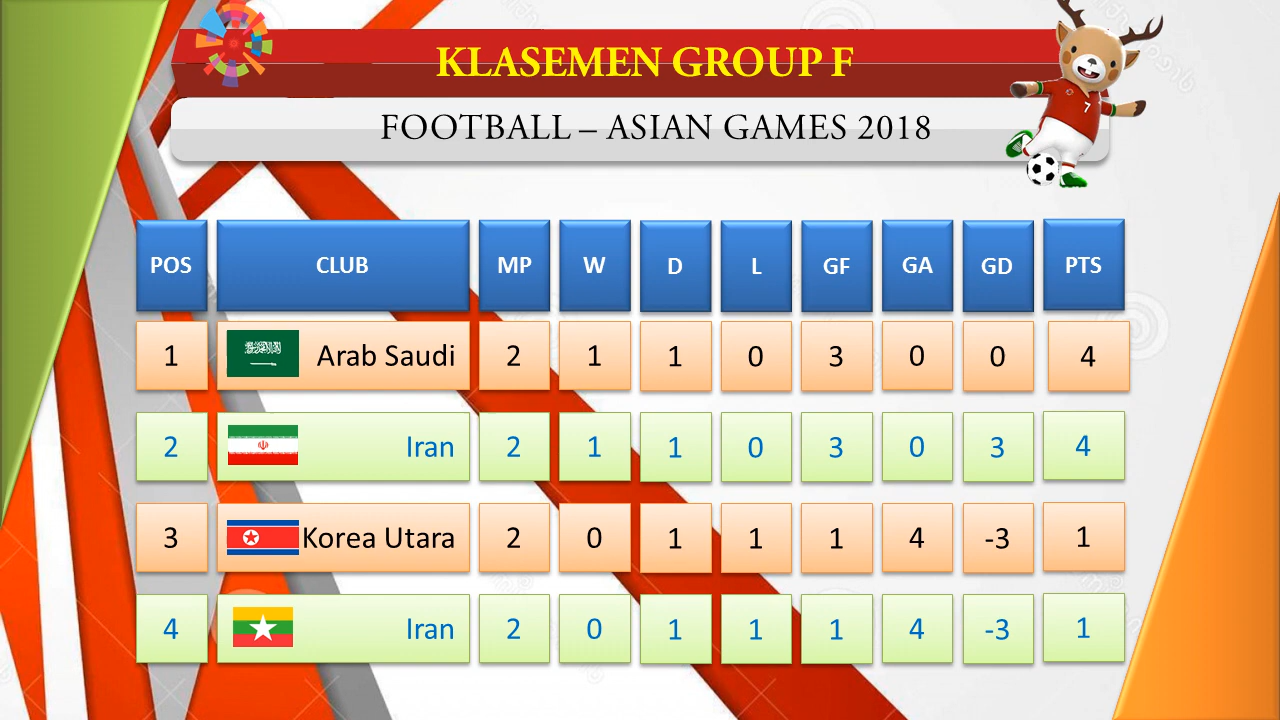 KLASEMEN GROUP F
FOOTBALL – ASIAN GAMES 2018
POS CLUB MP W D L GF GA GD PTS
1 Arab Saudi 2 1 1 0 3 0 0 4
2 Iran 2 1 1 0 3 0 3 4
3 Korea Utara 2 0 1 1 1 4 -3 1
4 Iran 2 0 1 1 1 4 -3 1